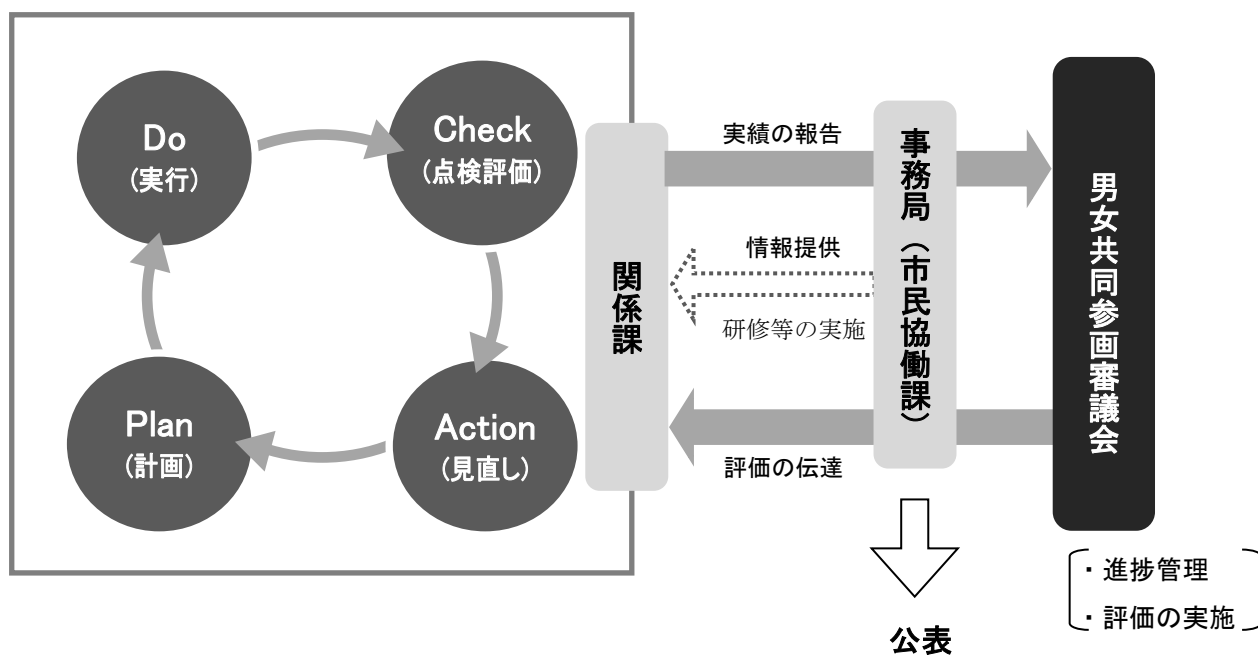 Do
(実行)
Check
(点検評価)
Plan
(計画)
Action
(見直し)
関係課
実績の報告
情報提供
研修等の実施
評価の伝達
事務局（市民協働課）
公表
男女共同参画審議会
・進捗管理
・評価の実施